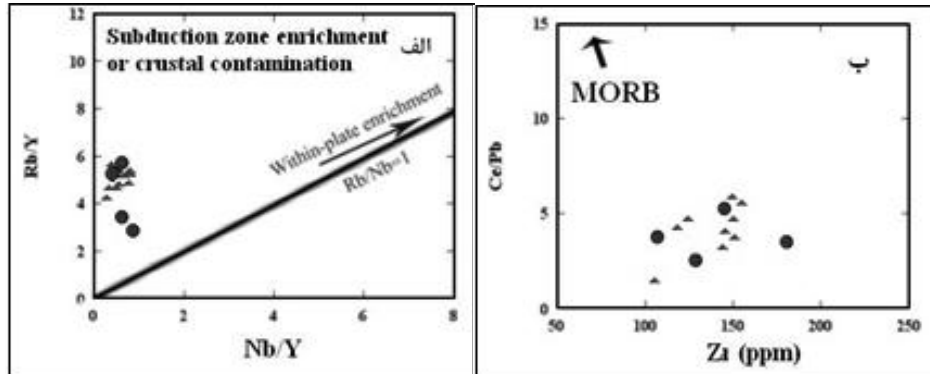 12
10
8
6
4
2
0
Rb/Y
Subduction zone enrichment
or crustal contamination
الف
Within-plate enrichment
Rb/Nb=1
0 2 4 6 8
Nb/Y
15
10
5
0
Ce/Pb
MORB
ب
50 100 150 200 250
Zr (ppm)